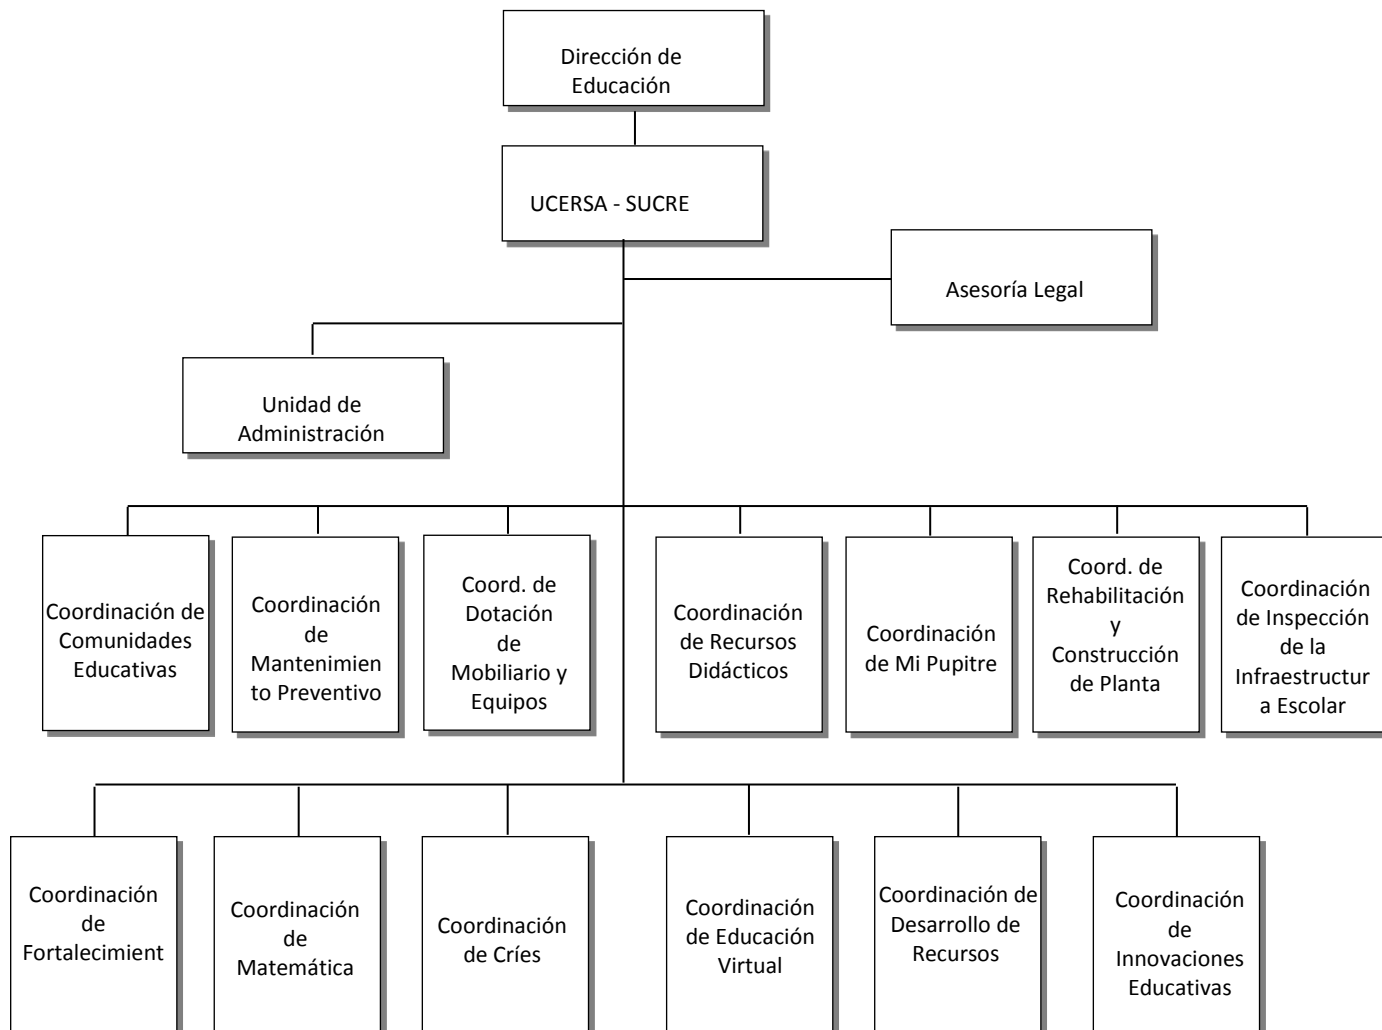 Dirección de
Educación
UCERSA - SUCRE
Asesoría Legal
Unidad de
Administración
Coordinación de
Comunidades
Educativas
Coordinación
de
Mantenimien
to Preventivo
Coord. de
Dotación
de
Mobiliario y
Equipos
Coordinación
de Recursos
Didácticos
Coordinación
de Mi Pupitre
Coord. de
Rehabilitación
y
Construcción
de Planta
Coordinación
de Inspección
de la
Infraestructur
a Escolar
Coordinación
de
Fortalecimient
Coordinación
de
Matemática
Coordinación
de Críes
Coordinación
de Educación
Virtual
Coordinación de
Desarrollo de
Recursos
Coordinación
de
Innovaciones
Educativas